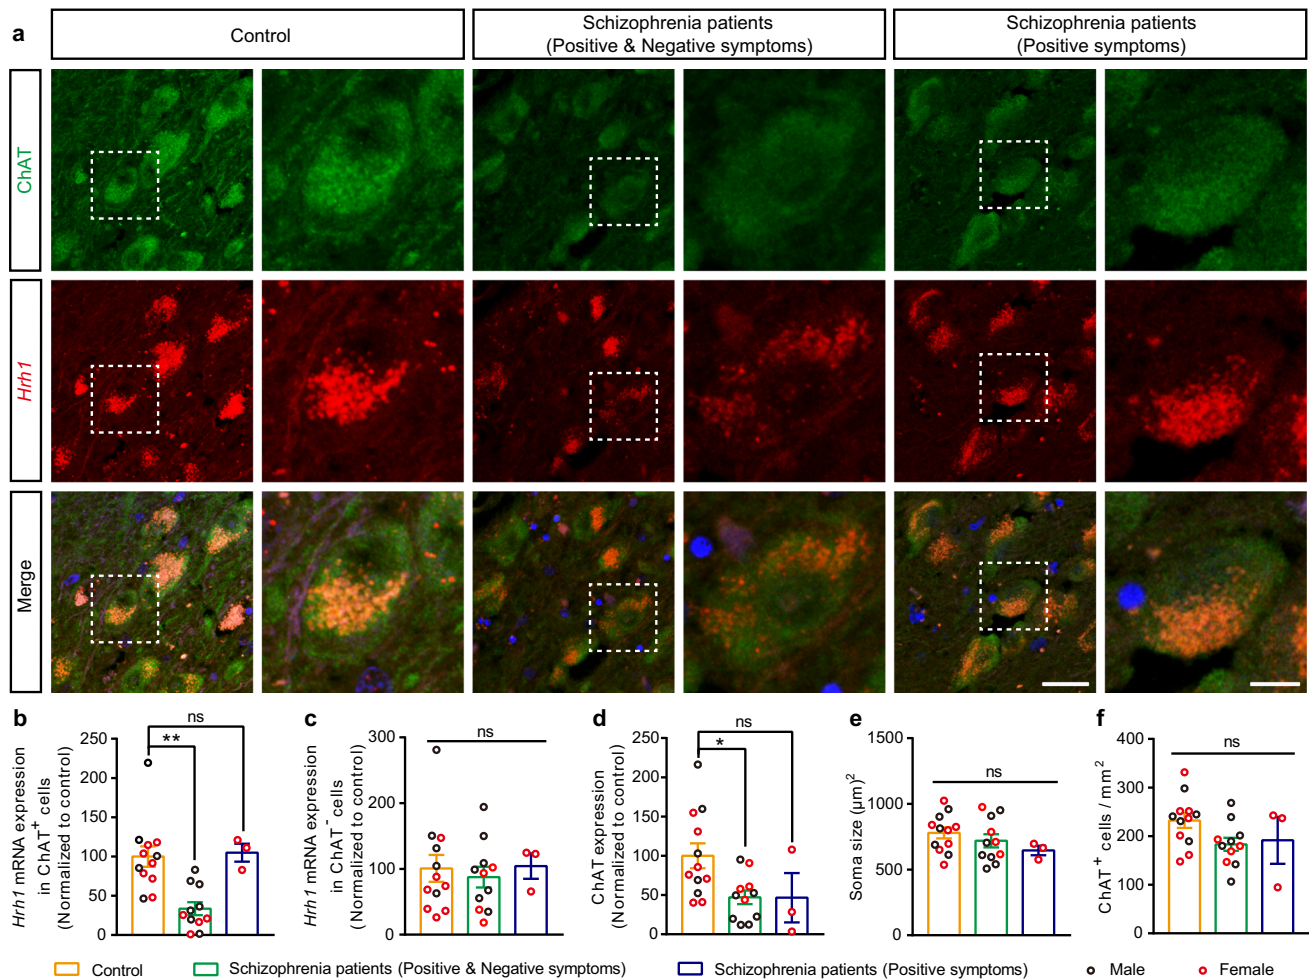 a
Control
Schizophrenia patients
(Positive & Negative symptoms)
Schizophrenia patients
(Positive symptoms)
ChAT
Hrh1
Merge
b
Hrh1 mRNA expression
in ChAT+ cells
(Normalized to control)
250
200
150
100
50
0
ns
**
c
Hrh1 mRNA expression
in ChAT- cells
(Normalized to control)
300
200
100
0
ns
d
ChAT expression
(Normalized to control)
250
200
150
100
50
0
ns
*
e
Soma size (μm)2
1500
1000
500
0
ns
f
ChAT+ cells / mm2
400
300
200
100
0
ns
Control
Schizophrenia patients (Positive & Negative symptoms)
Schizophrenia patients (Positive symptoms)
Male
Female